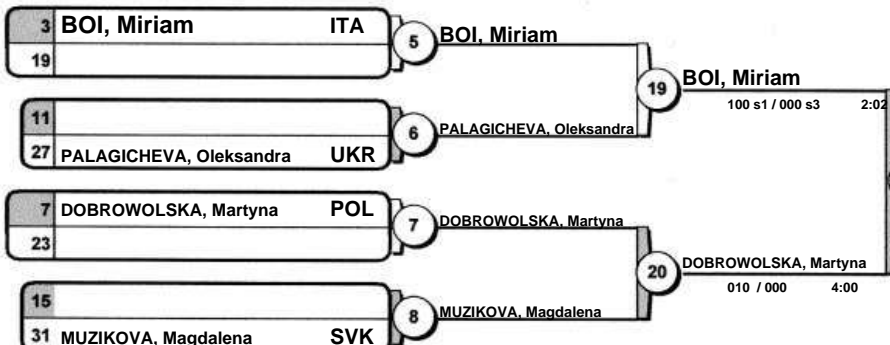 3 BOI, Miriam ITA
19
5 BOI, Miriam
11
27 PALAGICHEVA, Oleksandra UKR
6 PALAGICHEVA, Oleksandra
19 BOI, Miriam
100 s1 / 000 s3 2:02
7 DOBROWOLSKA, Martyna POL
23
7 DOBROWOLSKA, Martyna
15
31 MUZIKOVA, Magdalena SVK
8 MUZIKOVA, Magdalena
20 DOBROWOLSKA, Martyna
010 / 000 4:00